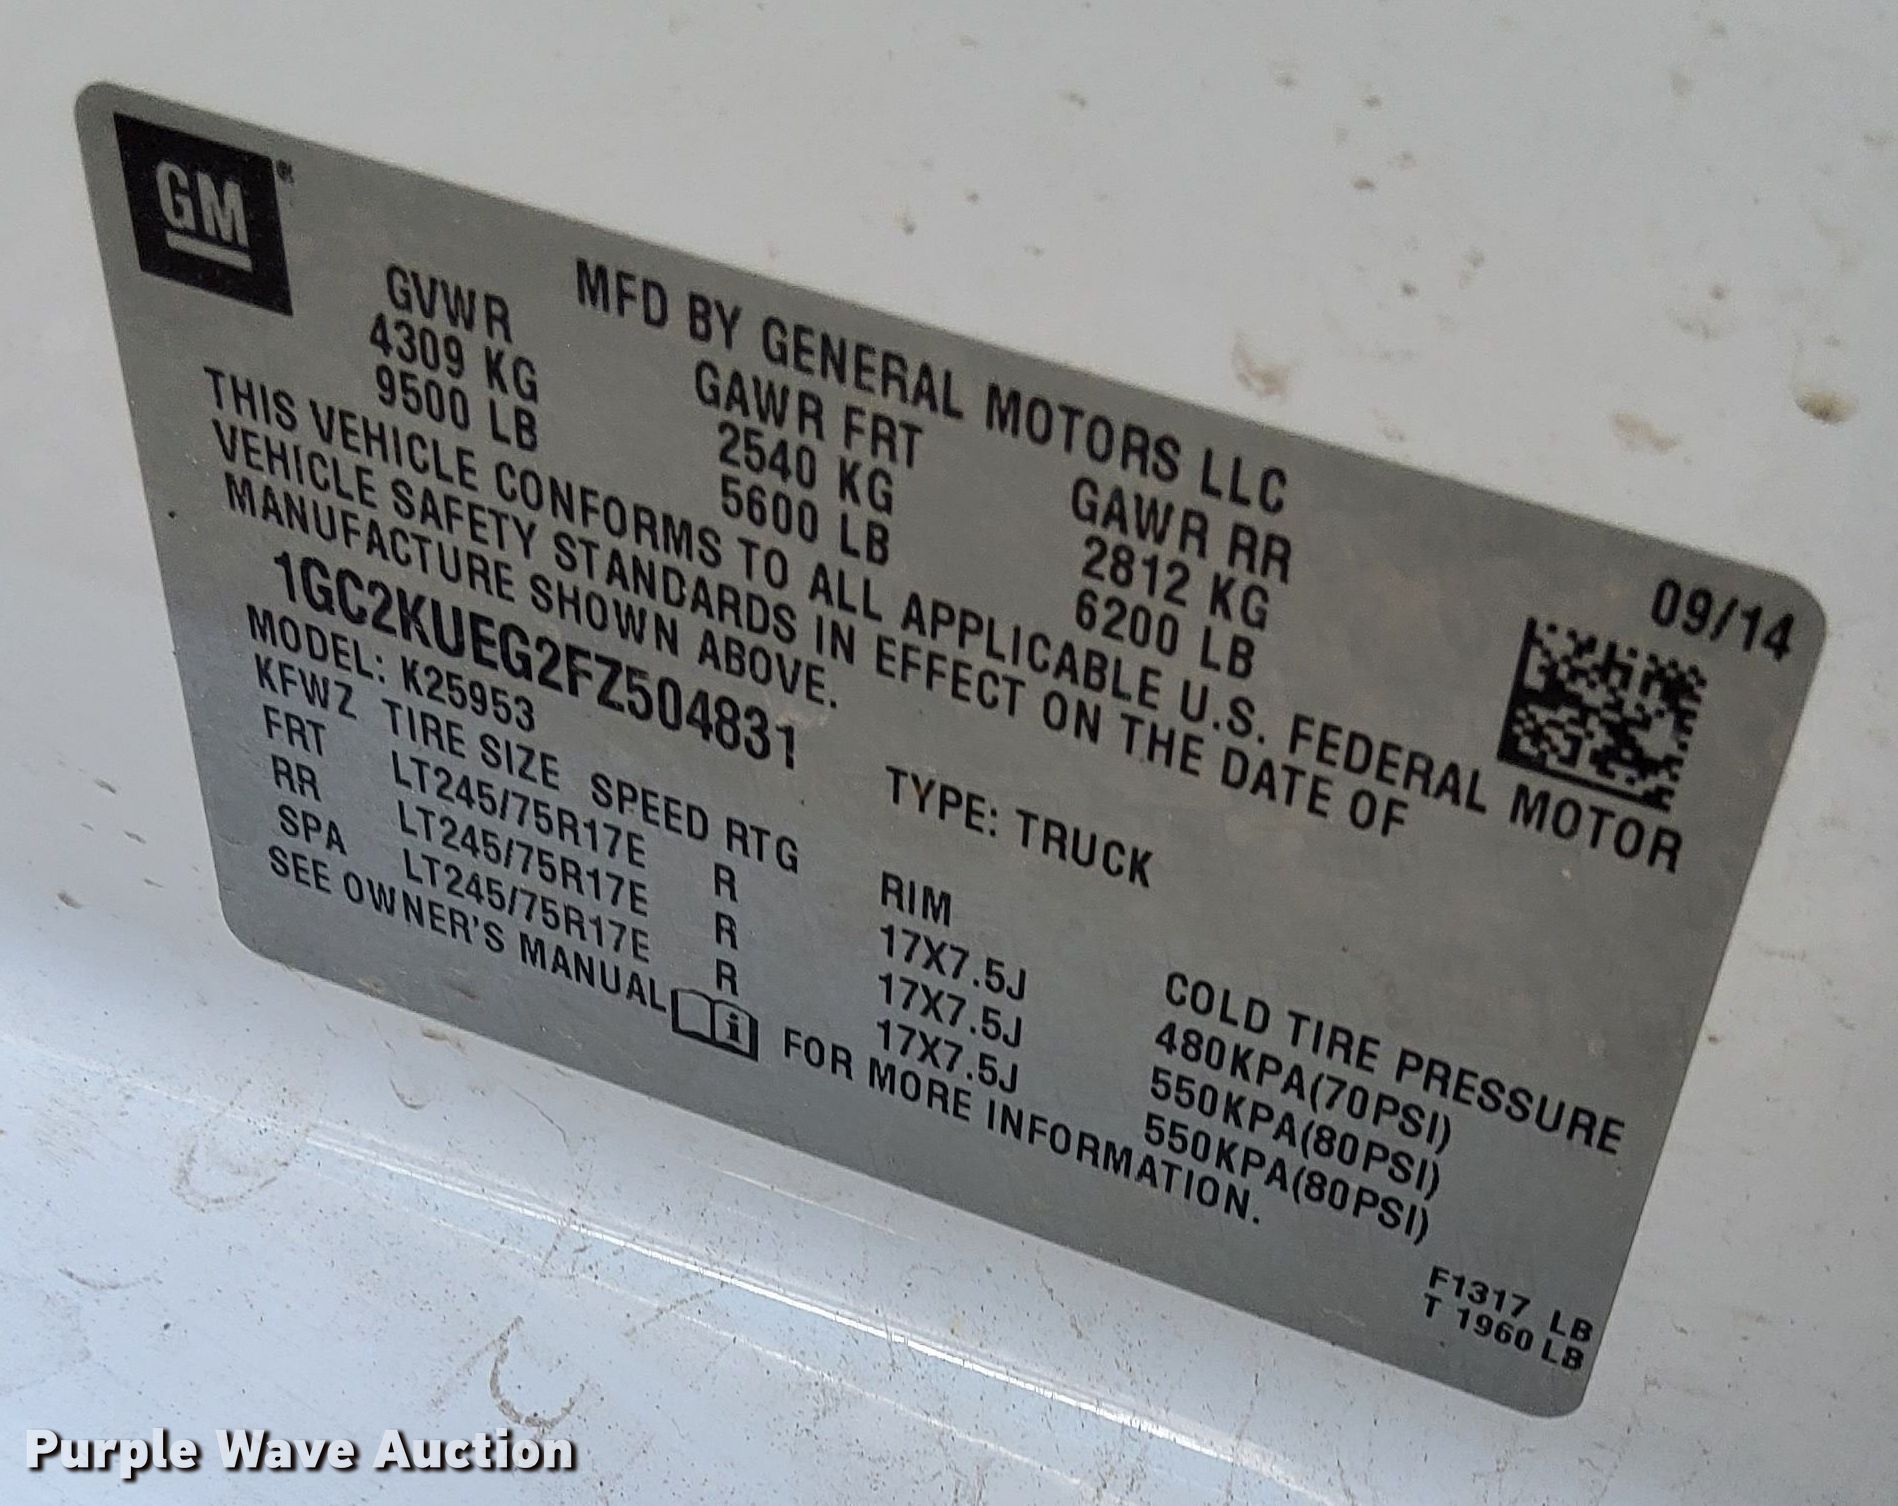 GM
MFD BY GENERAL MOTORS LLC 09/14
GVWR GAWR FRT GAWR RR
4309 KG 2540 KG 2812 KG
9500 LB 5600 LB 6200 LB
THIS VEHICLE CONFORMS TO ALL APPLICABLE U.S. FEDERAL MOTOR
VEHICLE SAFETY STANDARDS IN EFFECT ON THE DATE OF
MANUFACTURE SHOWN ABOVE.
1GC2KUEG2FZ504831 TYPE: TRUCK
MODEL: K25953
KFWZ TIRE SIZE SPEED RTG RIM COLD TIRE PRESSURE
FRT LT245/75R17E R 17X7.5J 480KPA(70PSI)
RR LT245/75R17E R 17X7.5J 550KPA(80PSI)
SPA LT245/75R17E R 17X7.5J 550KPA(80PSI)
SEE OWNER'S MANUAL i FOR MORE INFORMATION.
F1317 LB
T 1960 LB
Purple Wave Auction